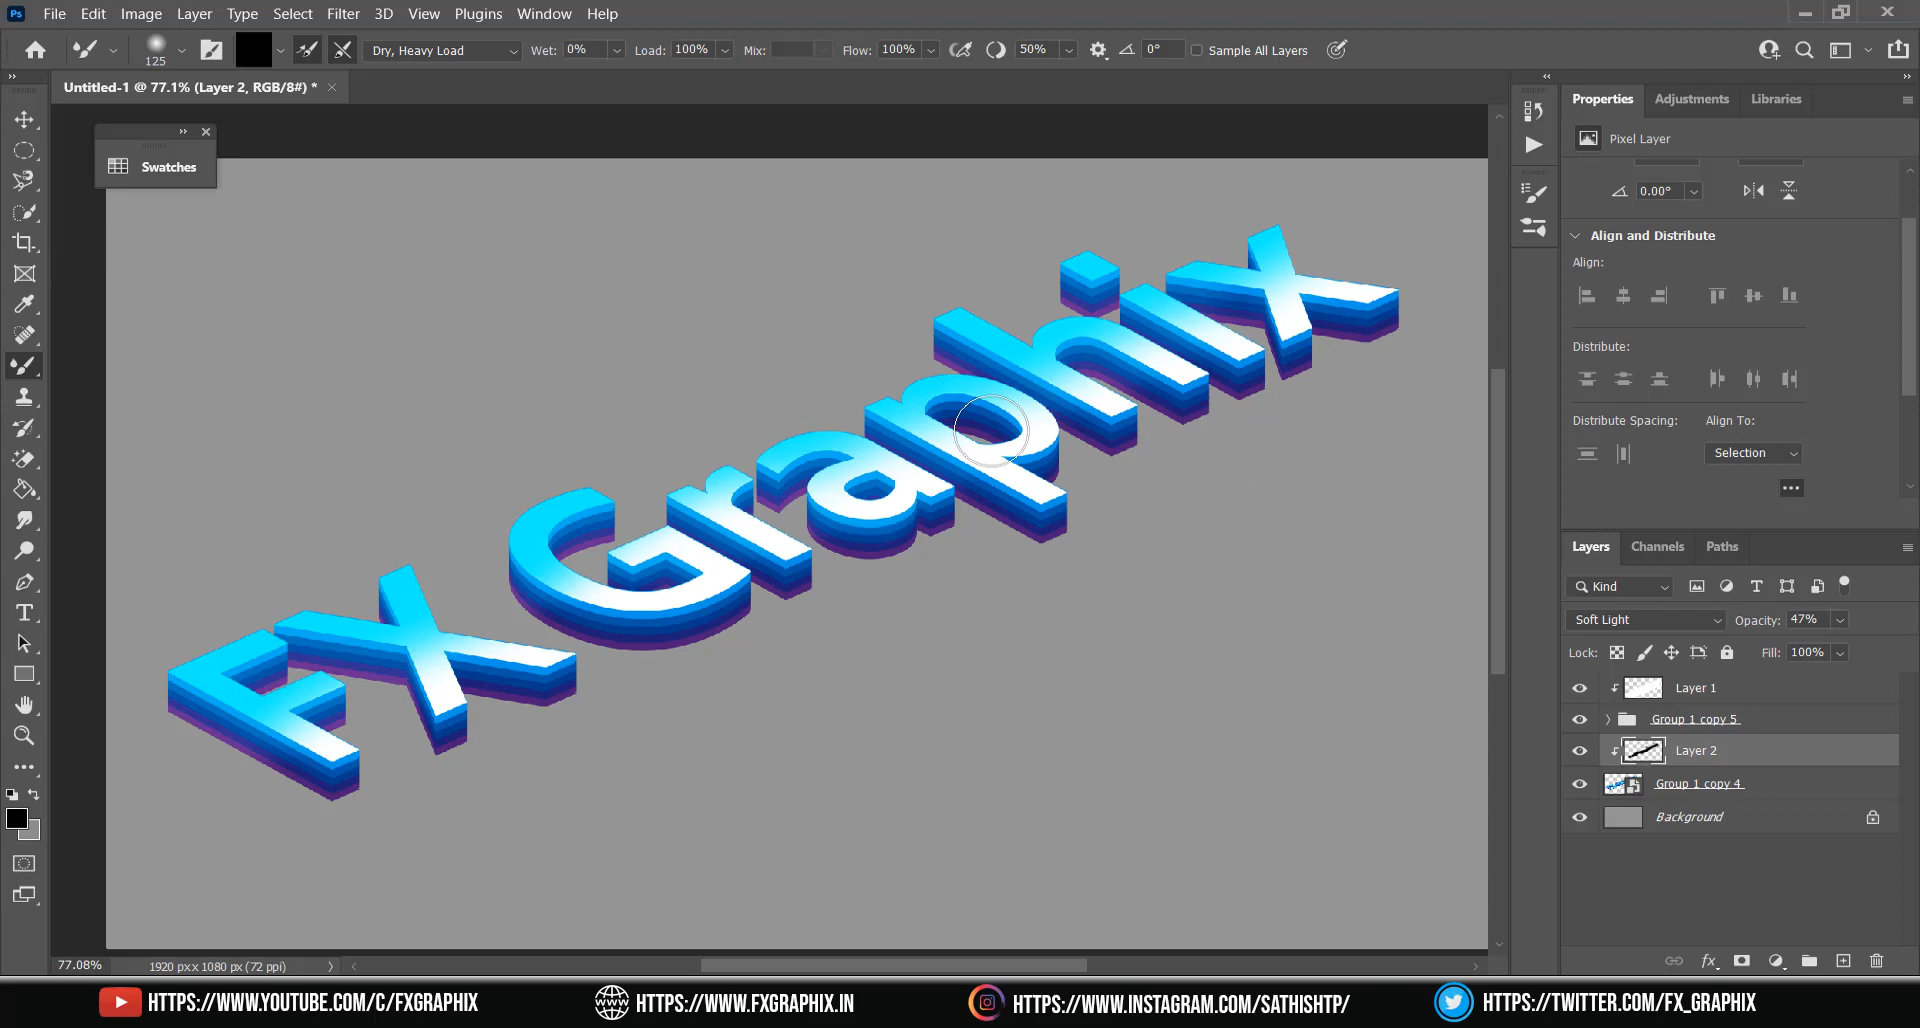 Ps File Edit Image Layer Type Select Filter 3D View Plugins Window Help
125 Dry, Heavy Load Wet: 0% Load: 100% Mix: Flow: 100% 50% 0° Sample All Layers
Untitled-1 @ 77.1% (Layer 2, RGB/8#) *
Swatches
FX Graphix
77.08% 1920 px x 1080 px (72 ppi)
Properties Adjustments Libraries
Pixel Layer
0.00°
Align and Distribute
Align:
Distribute:
Distribute Spacing: Align To:
Selection
Layers Channels Paths
Kind
Soft Light Opacity: 47%
Lock: Fill: 100%
Layer 1
Group 1 copy 5
Layer 2
Group 1 copy 4
Background
fx
HTTPS://WWW.YOUTUBE.COM/C/FXGRAPHIX HTTPS://WWW.FXGRAPHIX.IN HTTPS://WWW.INSTAGRAM.COM/SATHISHTP/ HTTPS://TWITTER.COM/FX_GRAPHIX